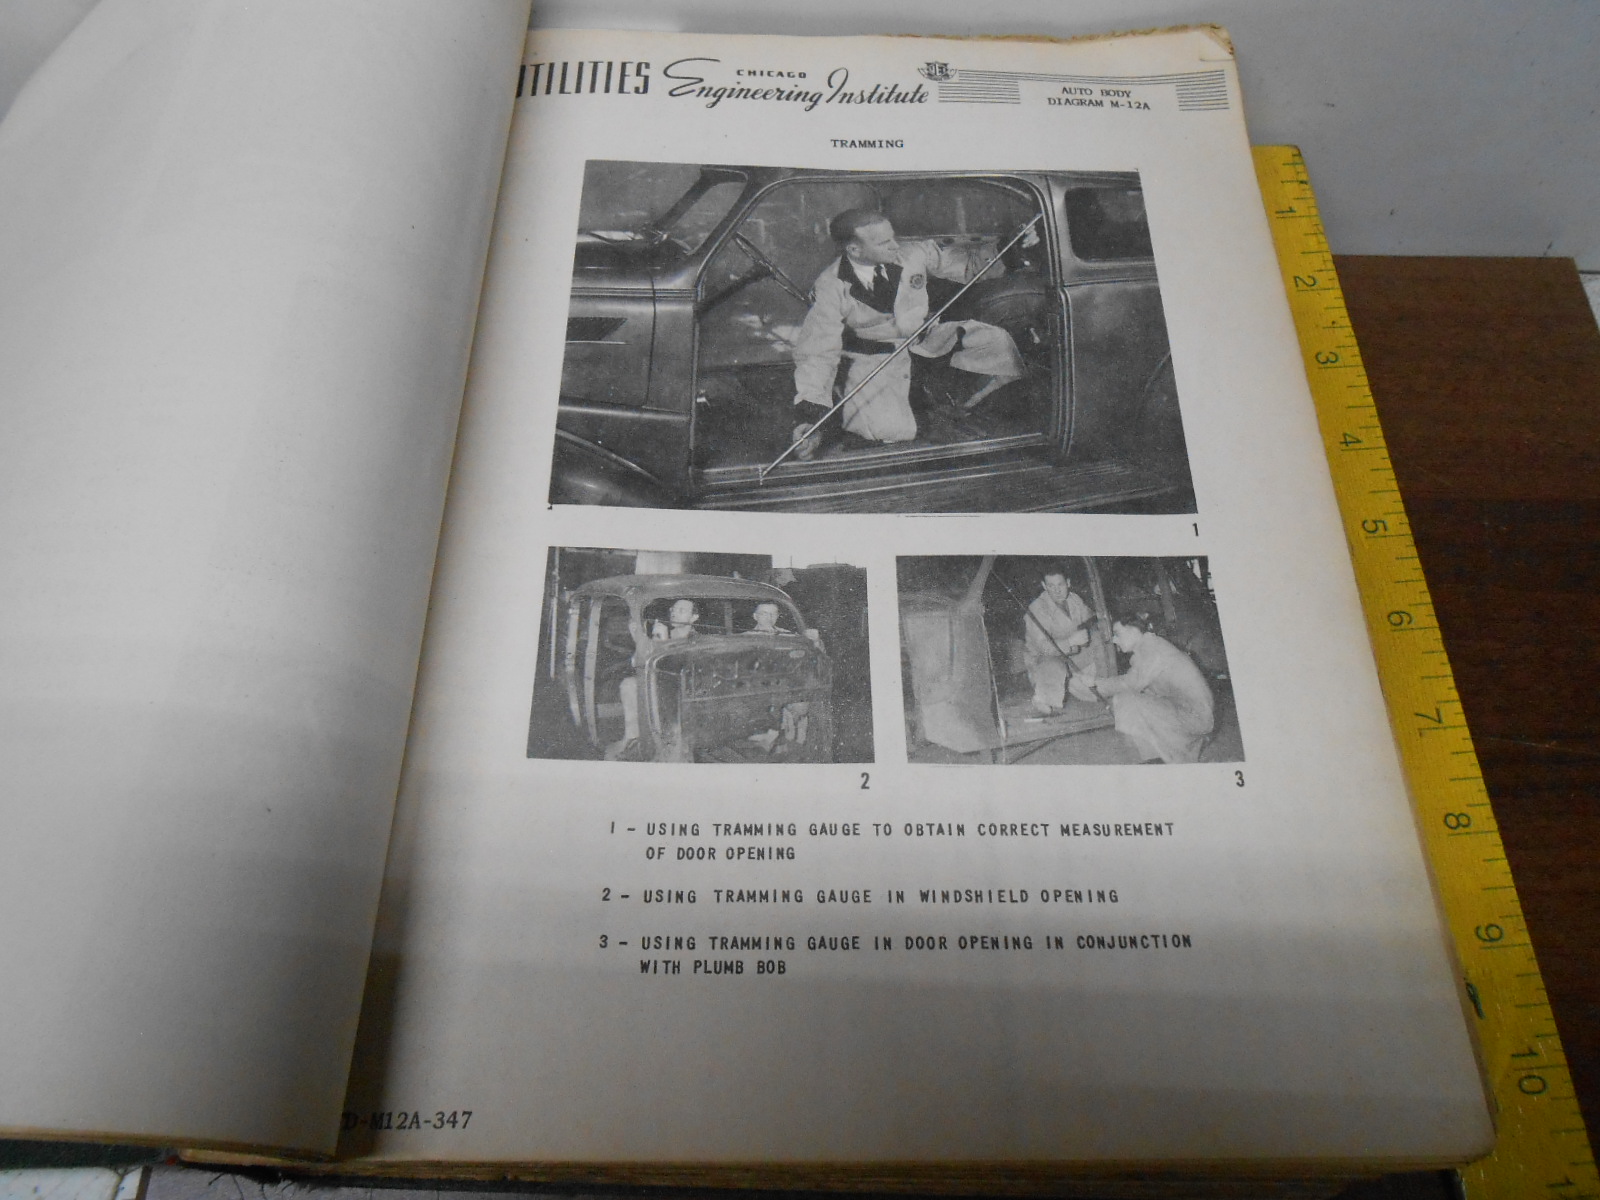 UTILITIES CHICAGO Engineering Institute
UEI
AUTO BODY
DIAGRAM M-12A
TRAMMING
1
2
3
1 - USING TRAMMING GAUGE TO OBTAIN CORRECT MEASUREMENT
OF DOOR OPENING
2 - USING TRAMMING GAUGE IN WINDSHIELD OPENING
3 - USING TRAMMING GAUGE IN DOOR OPENING IN CONJUNCTION
WITH PLUMB BOB
D-M12A-347
1
2
3
4
5
6
7
8
9
10